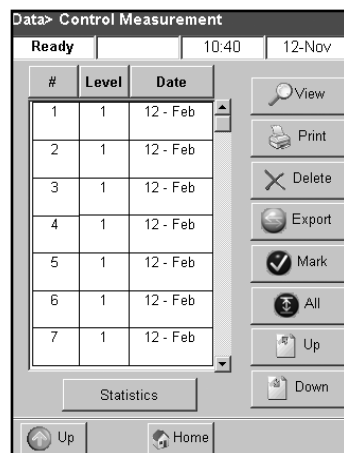 Data> Control Measurement
Ready 10:40 12-Nov
# Level Date
1 1 12 - Feb
2 1 12 - Feb
3 1 12 - Feb
4 1 12 - Feb
5 1 12 - Feb
6 1 12 - Feb
7 1 12 - Feb
View
Print
Delete
Export
Mark
All
Up
Down
Statistics
Up Home